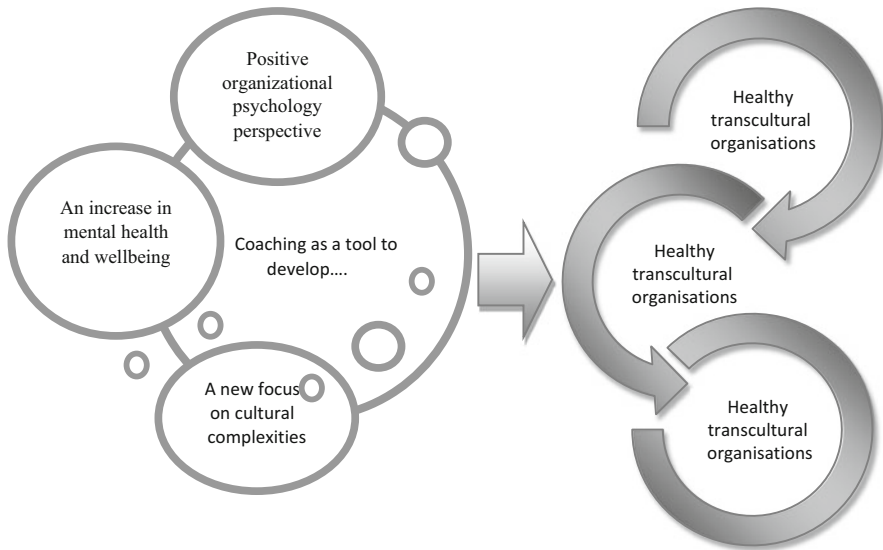 Positive
organizational
psychology
perspective
An increase in
mental health
and wellbeing
Coaching as a tool to
develop....
A new focus
on cultural
complexities
Healthy
transcultural
organisations
Healthy
transcultural
organisations
Healthy
transcultural
organisations